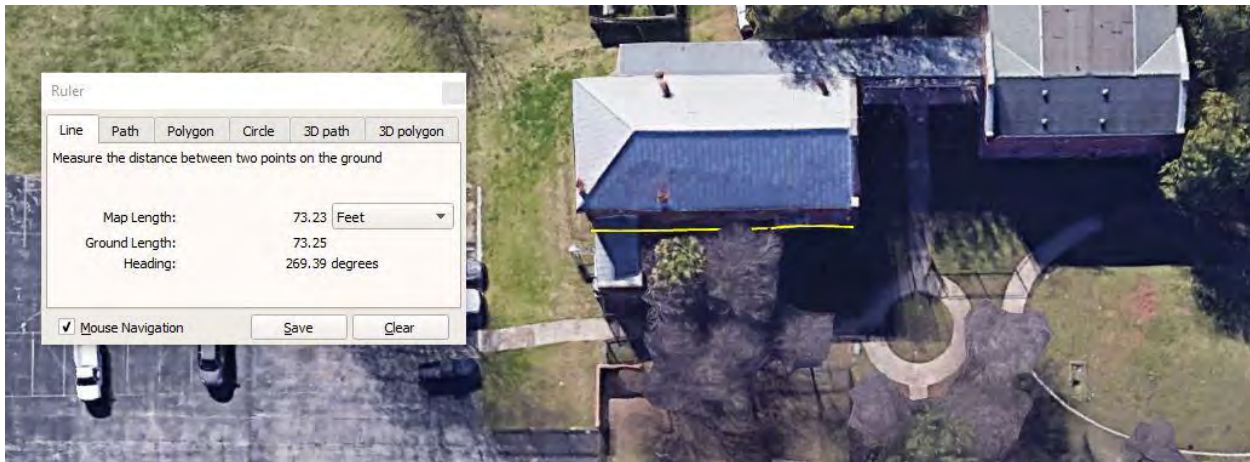 Ruler
Line Path Polygon Circle 3D path 3D polygon
Measure the distance between two points on the ground
Map Length: 73.23 Feet
Ground Length: 73.25
Heading: 269.39 degrees
Mouse Navigation Save Clear